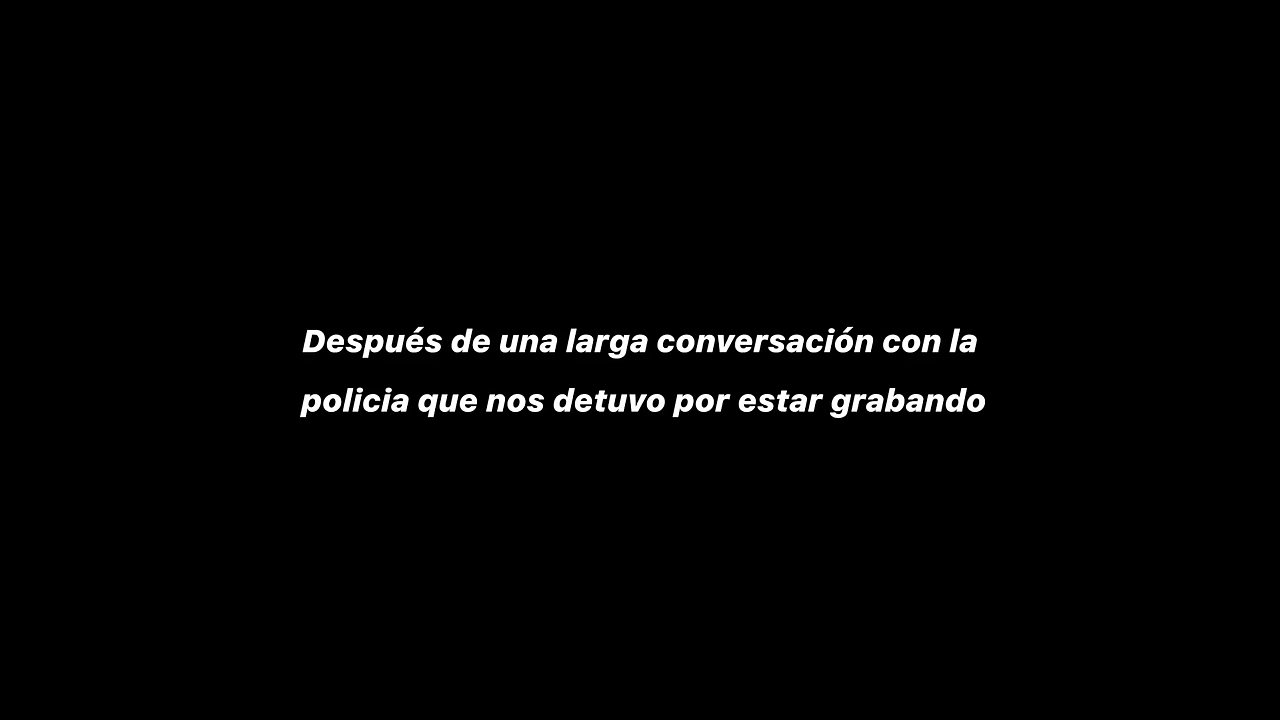 Después de una larga conversación con la
policia que nos detuvo por estar grabando